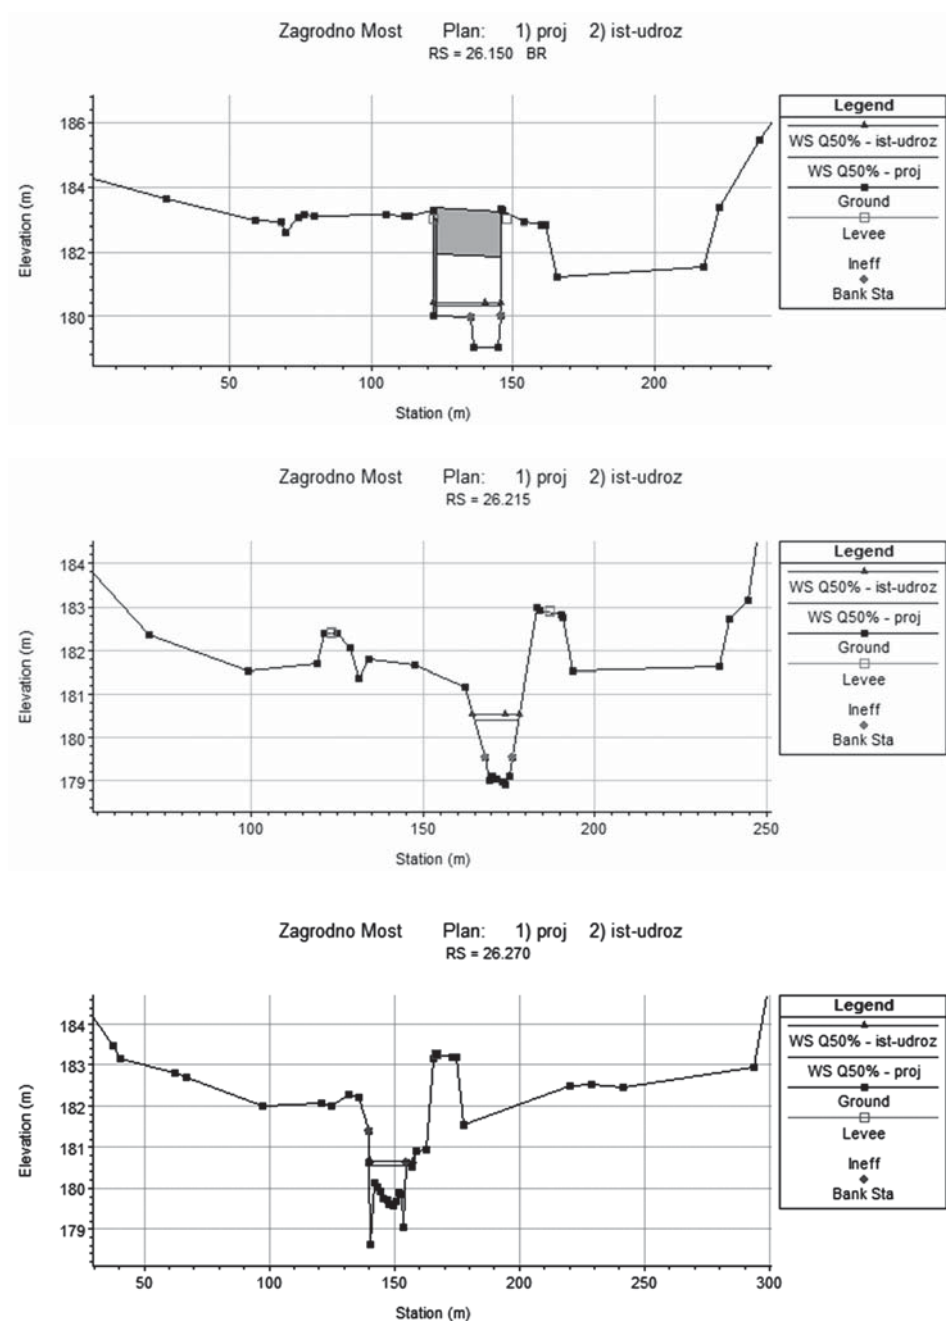 Zagrodno Most Plan: 1) proj 2) ist-udroz
RS = 26.150 BR
Elevation (m)
186
184
182
180
50 100 150 200
Station (m)
Legend
WS Q50% - ist-udroz
WS Q50% - proj
Ground
Levee
Ineff
Bank Sta
Zagrodno Most Plan: 1) proj 2) ist-udroz
RS = 26.215
Elevation (m)
184
183
182
181
180
179
100 150 200 250
Station (m)
Legend
WS Q50% - ist-udroz
WS Q50% - proj
Ground
Levee
Ineff
Bank Sta
Zagrodno Most Plan: 1) proj 2) ist-udroz
RS = 26.270
Elevation (m)
184
183
182
181
180
179
50 100 150 200 250 300
Station (m)
Legend
WS Q50% - ist-udroz
WS Q50% - proj
Ground
Levee
Ineff
Bank Sta